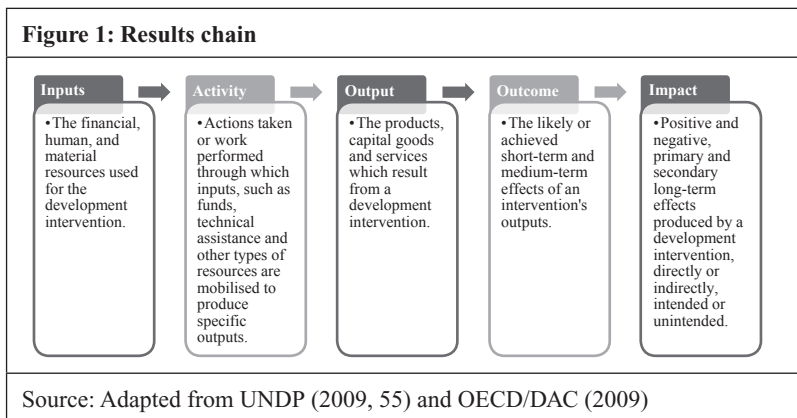 Figure 1: Results chain
Inputs
•The financial,
human, and
material
resources used
for the
development
intervention.
Activity
•Actions taken
or work
performed
through which
inputs, such as
funds,
technical
assistance and
other types of
resources are
mobilised to
produce
specific
outputs.
Output
•The products,
capital goods
and services
which result
from a
development
intervention.
Outcome
•The likely or
achieved
short-term and
medium-term
effects of an
intervention's
outputs.
Impact
•Positive and
negative,
primary and
secondary
long-term
effects
produced by a
development
intervention,
directly or
indirectly,
intended or
unintended.
Source: Adapted from UNDP (2009, 55) and OECD/DAC (2009)